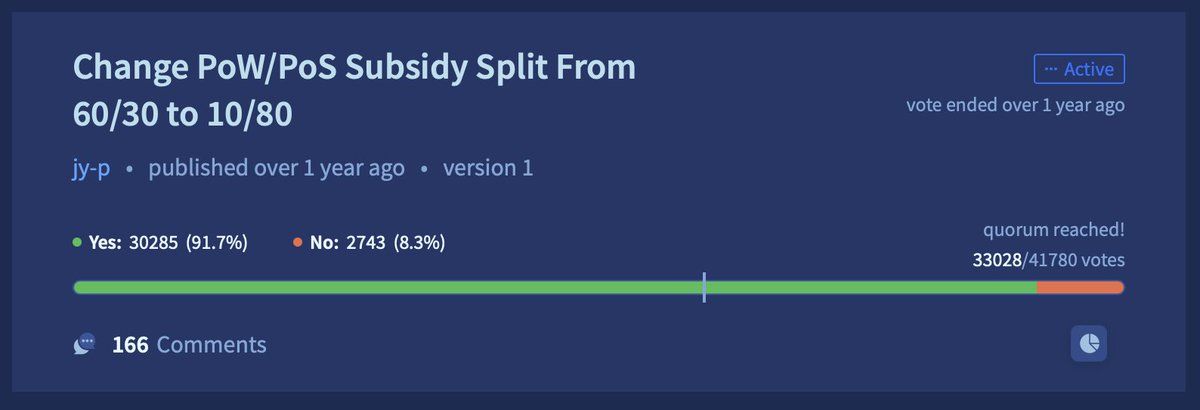 Change PoW/PoS Subsidy Split From
60/30 to 10/80
Active
vote ended over 1 year ago
jy-p • published over 1 year ago • version 1
Yes: 30285 (91.7%) No: 2743 (8.3%)
quorum reached!
33028/41780 votes
166 Comments